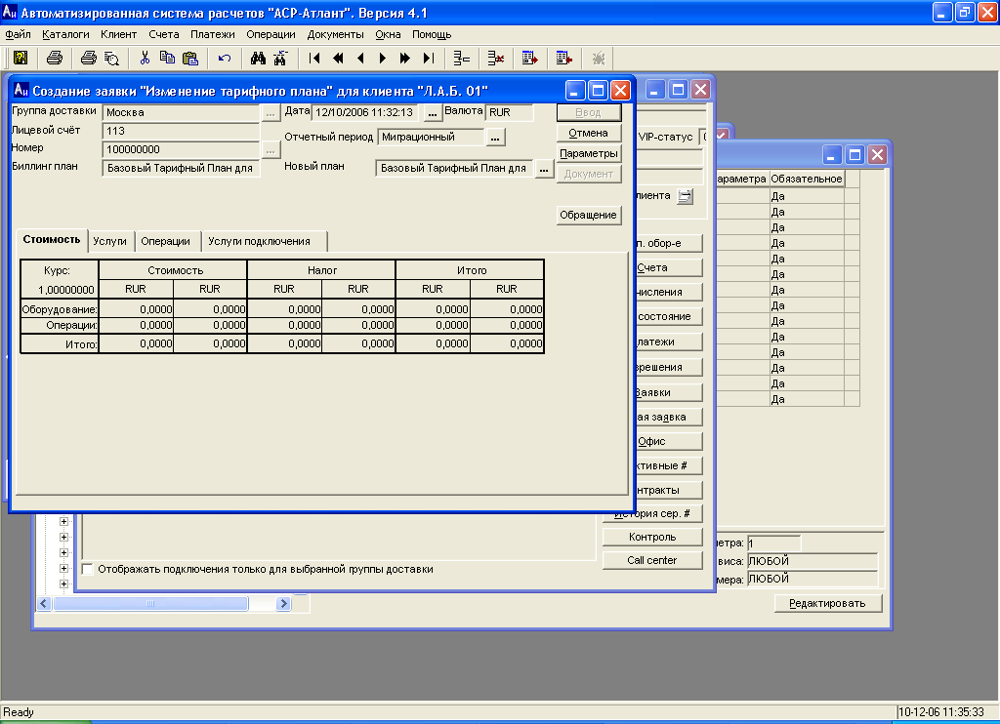 Автоматизированная система расчетов "АСР-Атлант". Версия 4.1
Файл Каталоги Клиент Счета Платежи Операции Документы Окна Помощь
Создание заявки "Изменение тарифного плана" для клиента "Л.А.Б. 01"
Группа доставки Москва ... Дата 12/10/2006 11:32:13 ... Валюта RUR Ввод
Лицевой счёт 113 Отмена
Отчетный период Миграционный ...
Номер 100000000 ... Параметры
Биллинг план Базовый Тарифный План для Новый план Базовый Тарифный План для ... Документ
Обращение
Стоимость Услуги Операции Услуги подключения
Курс: Стоимость Налог Итого
1,00000000 RUR RUR RUR RUR RUR RUR
Оборудование: 0,0000 0,0000 0,0000 0,0000 0,0000 0,0000
Операции: 0,0000 0,0000 0,0000 0,0000 0,0000 0,0000
Итого: 0,0000 0,0000 0,0000 0,0000 0,0000 0,0000
VIP-статус
лиента
п. обор-е
Счета
числения
состояние
латежи
зрешения
Заявки
ая заявка
Офис
ктивные #
нтракты
История сер. #
Контроль
Call center
Отображать подключения только для выбранной группы доставки
араметра Обязательное
Да
Да
Да
Да
Да
Да
Да
Да
Да
Да
Да
Да
Да
Да
етра: 1
виса: ЛЮБОЙ
мера: ЛЮБОЙ
Редактировать
Ready 10-12-06 11:35:33